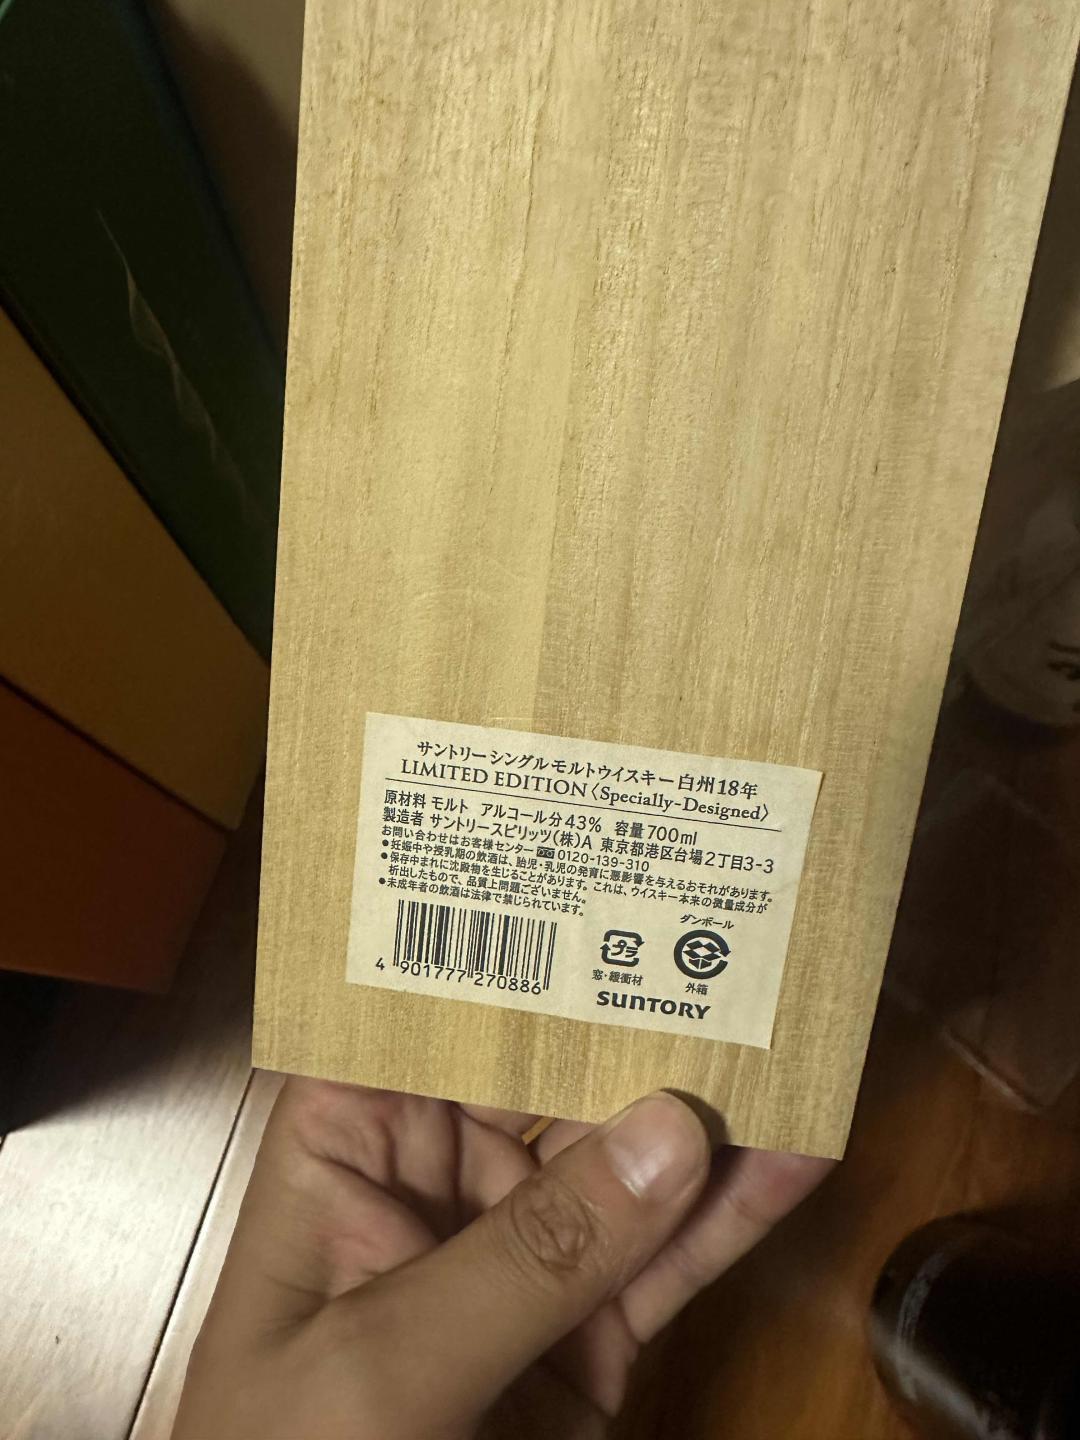 サントリーシングルモルトウイスキー 白州18年
LIMITED EDITION〈Specially-Designed〉
原材料 モルト アルコール分43% 容量700ml
製造者 サントリースピリッツ(株)A 東京都港区台場2丁目3-3
お問い合わせはお客様センター 0120-139-310
●妊娠中や授乳期の飲酒は、胎児・乳児の発育に悪影響を与えるおそれがあります。
●保存中まれに沈殿物を生じることがあります。これは、ウイスキー本来の微量成分が
析出したもので、品質上問題ございません。
●未成年者の飲酒は法律で禁じられています。
4 901777 270886
プラ
窓・緩衝材
ダンボール
外箱
SUNTORY